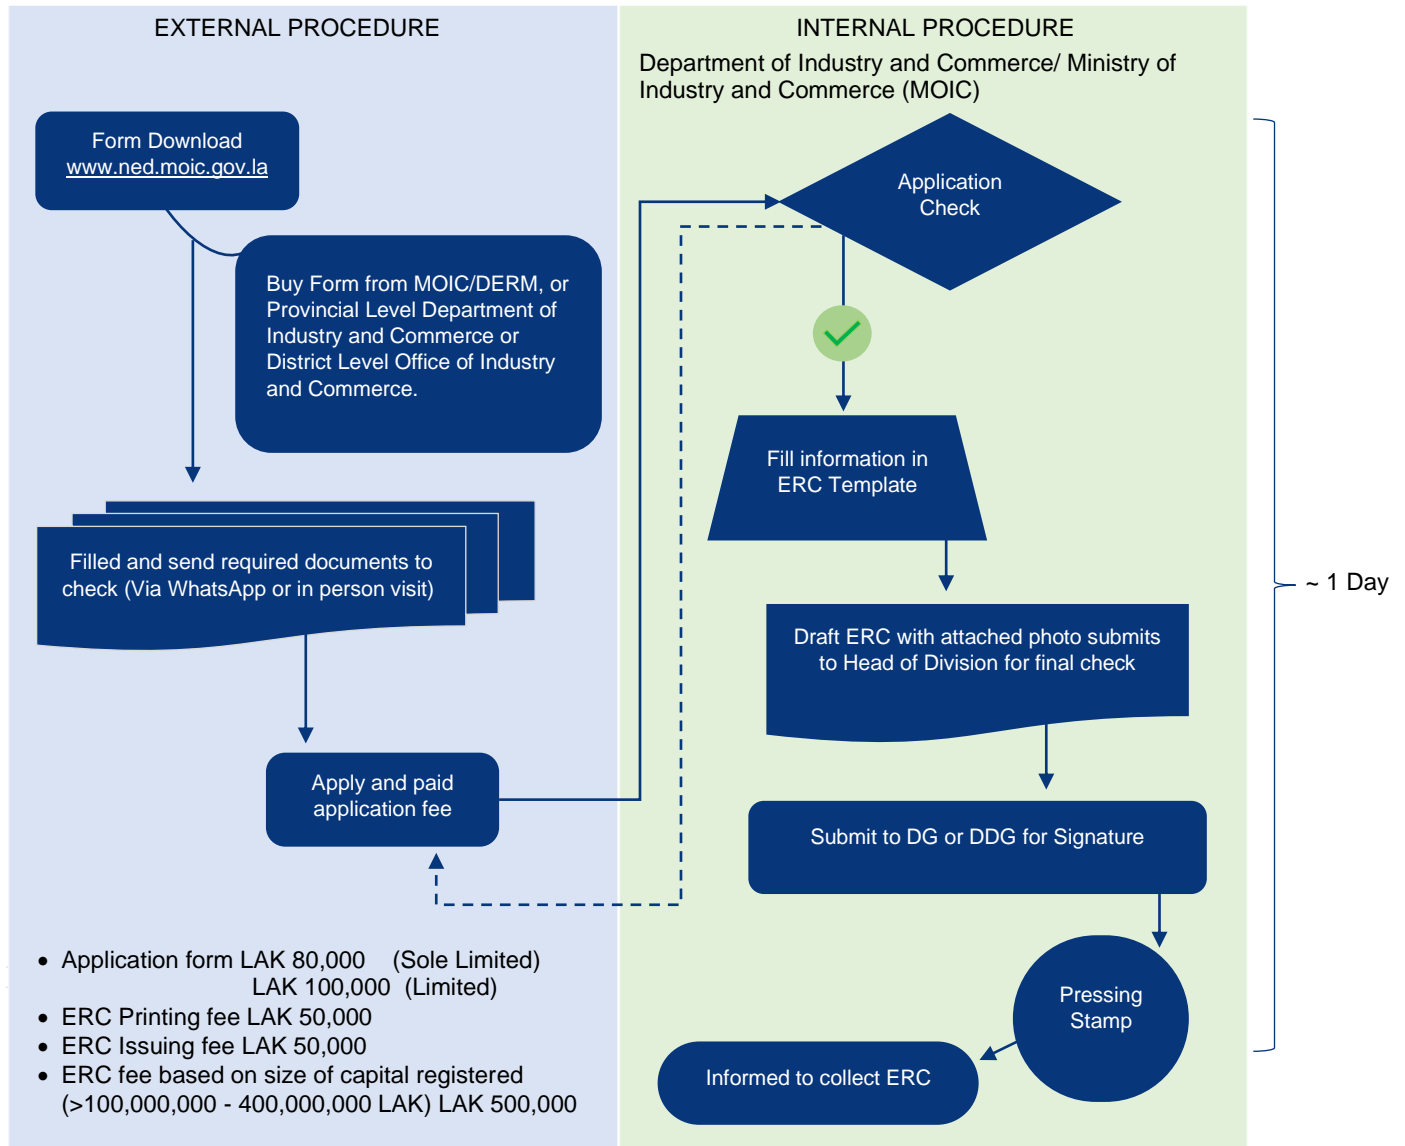 EXTERNAL PROCEDURE
Form Download
www.ned.moic.gov.la
Buy Form from MOIC/DERM, or
Provincial Level Department of
Industry and Commerce or
District Level Office of Industry
and Commerce.
Filled and send required documents to
check (Via WhatsApp or in person visit)
Apply and paid
application fee
• Application form LAK 80,000 (Sole Limited)
LAK 100,000 (Limited)
• ERC Printing fee LAK 50,000
• ERC Issuing fee LAK 50,000
• ERC fee based on size of capital registered
(>100,000,000 - 400,000,000 LAK) LAK 500,000
INTERNAL PROCEDURE
Department of Industry and Commerce/ Ministry of
Industry and Commerce (MOIC)
Application
Check
Fill information in
ERC Template
Draft ERC with attached photo submits
to Head of Division for final check
Submit to DG or DDG for Signature
Pressing
Stamp
Informed to collect ERC
~ 1 Day